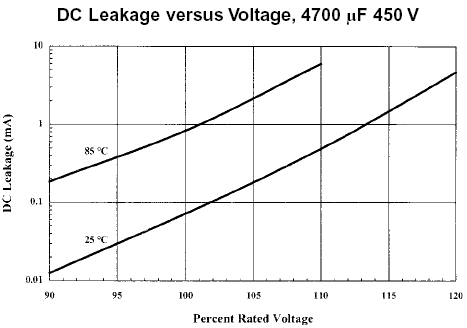 DC Leakage versus Voltage, 4700 µF 450 V
10
1
0.1
0.01
DC Leakage (mA)
85 °C
25 °C
90 95 100 105 110 115 120
Percent Rated Voltage